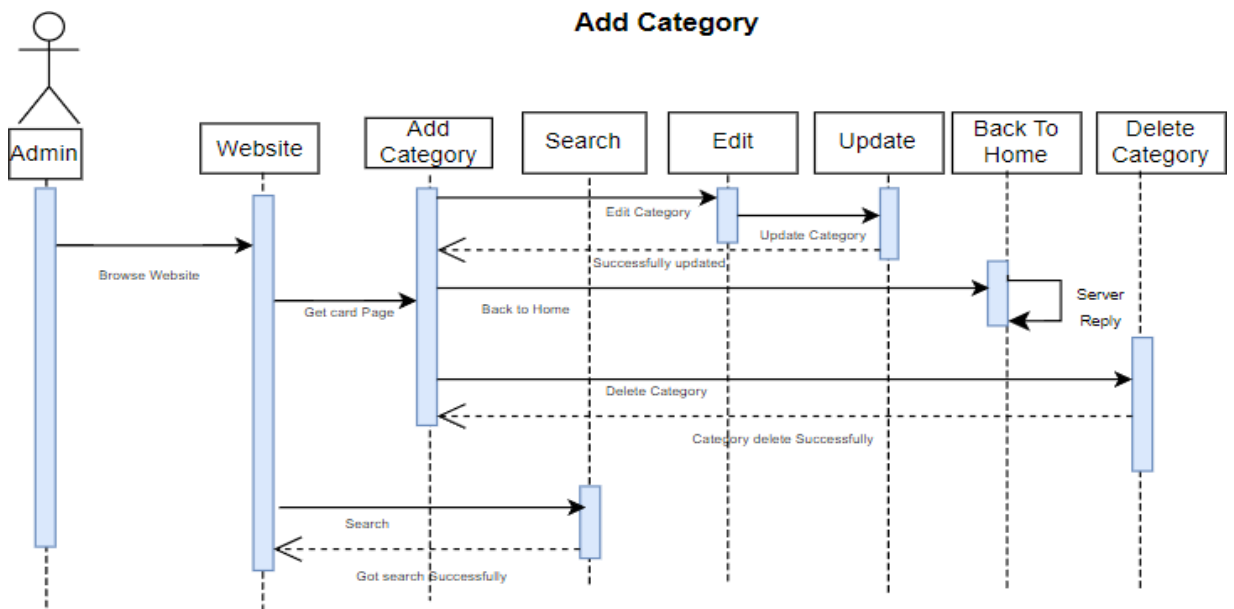 Add Category
Admin
Website
Add
Category
Search
Edit
Update
Back To
Home
Delete
Category
Edit Category
Update Category
Successfully updated
Browse Website
Get card Page
Back to Home
Server
Reply
Delete Category
Category delete Successfully
Search
Got search Successfully